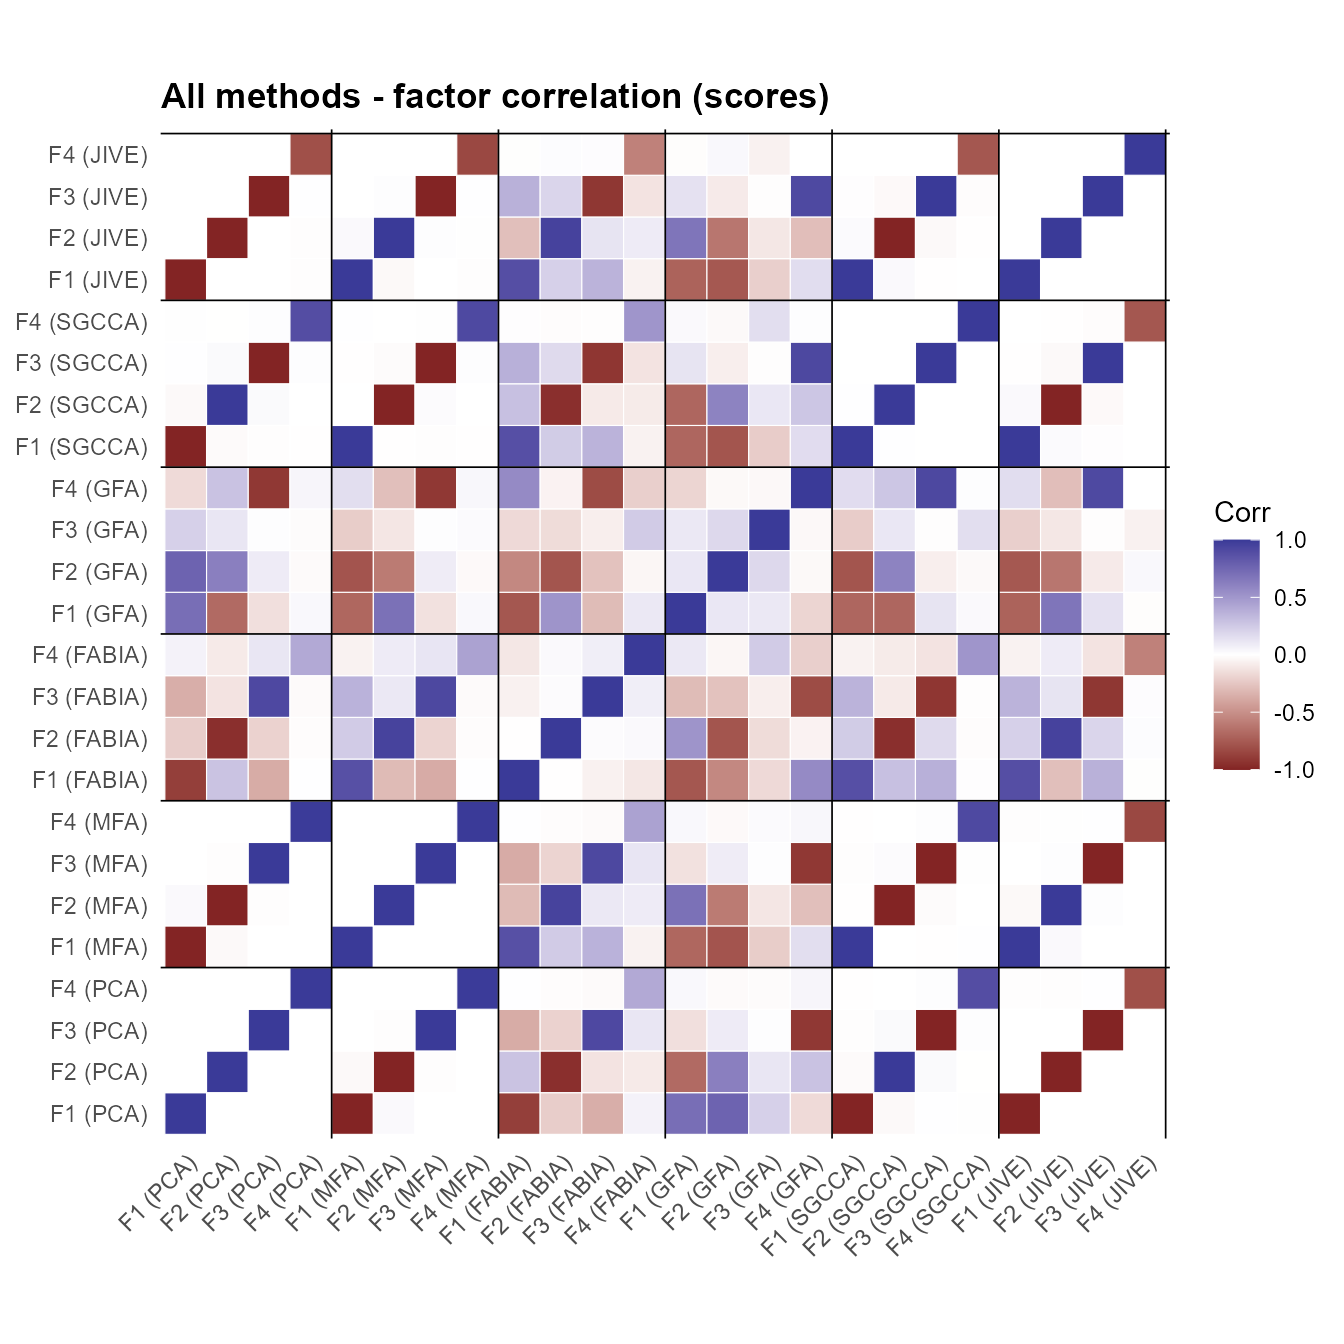 All methods - factor correlation (scores)
F4 (JIVE)
F3 (JIVE)
F2 (JIVE)
F1 (JIVE)
F4 (SGCCA)
F3 (SGCCA)
F2 (SGCCA)
F1 (SGCCA)
F4 (GFA)
F3 (GFA)
F2 (GFA)
F1 (GFA)
F4 (FABIA)
F3 (FABIA)
F2 (FABIA)
F1 (FABIA)
F4 (MFA)
F3 (MFA)
F2 (MFA)
F1 (MFA)
F4 (PCA)
F3 (PCA)
F2 (PCA)
F1 (PCA)
F1 (PCA)
F2 (PCA)
F3 (PCA)
F4 (PCA)
F1 (MFA)
F2 (MFA)
F3 (MFA)
F4 (MFA)
F1 (FABIA)
F2 (FABIA)
F3 (FABIA)
F4 (FABIA)
F1 (GFA)
F2 (GFA)
F3 (GFA)
F4 (GFA)
F1 (SGCCA)
F2 (SGCCA)
F3 (SGCCA)
F4 (SGCCA)
F1 (JIVE)
F2 (JIVE)
F3 (JIVE)
F4 (JIVE)
Corr
1.0
0.5
0.0
-0.5
-1.0